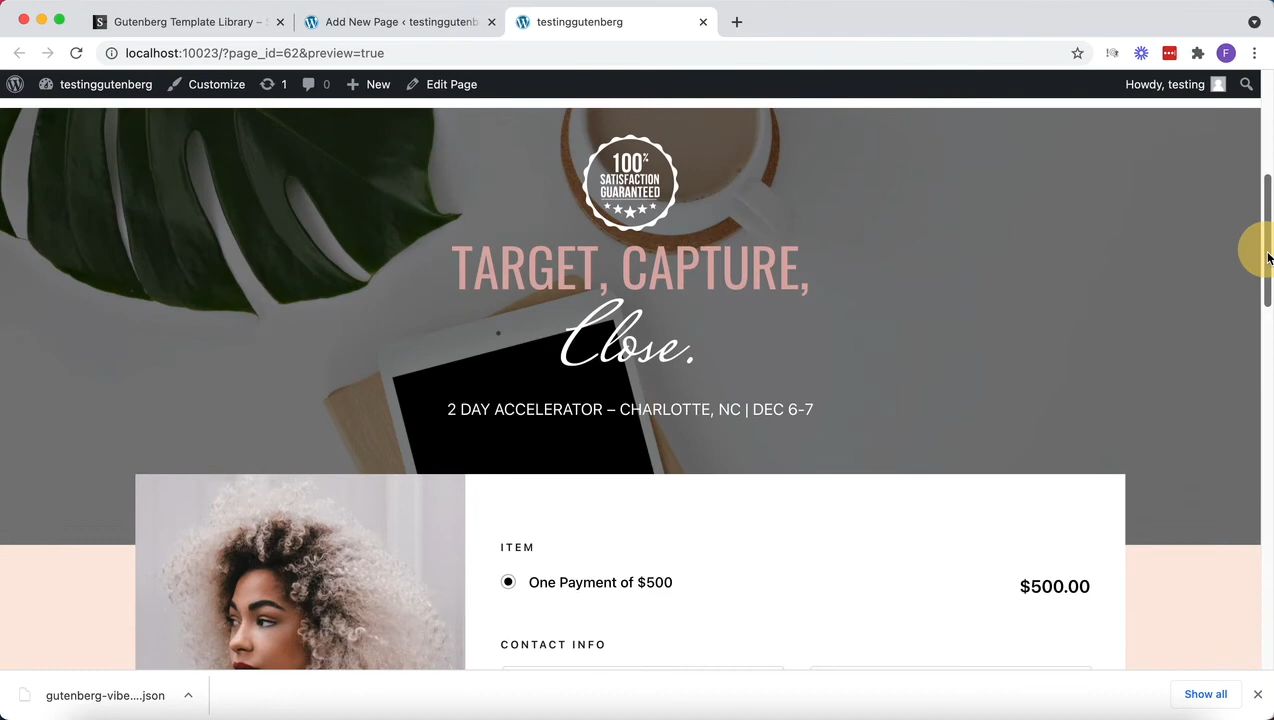 Gutenberg Template Library –
Add New Page ‹ testinggutenb
testinggutenberg
localhost:10023/?page_id=62&preview=true
F
testinggutenberg
Customize
1
0
New
Edit Page
Howdy, testing
100%
SATISFACTION
GUARANTEED
TARGET, CAPTURE,
Close.
2 DAY ACCELERATOR – CHARLOTTE, NC | DEC 6-7
ITEM
One Payment of $500
$500.00
CONTACT INFO
gutenberg-vibe....json
Show all